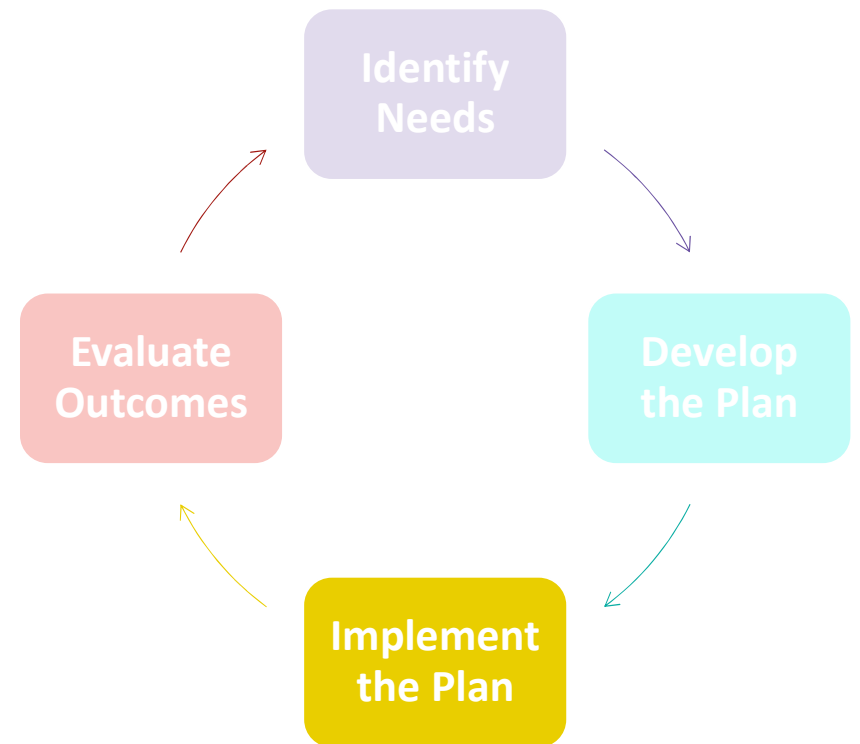 Identify
Needs
Develop
the Plan
Implement
the Plan
Evaluate
Outcomes